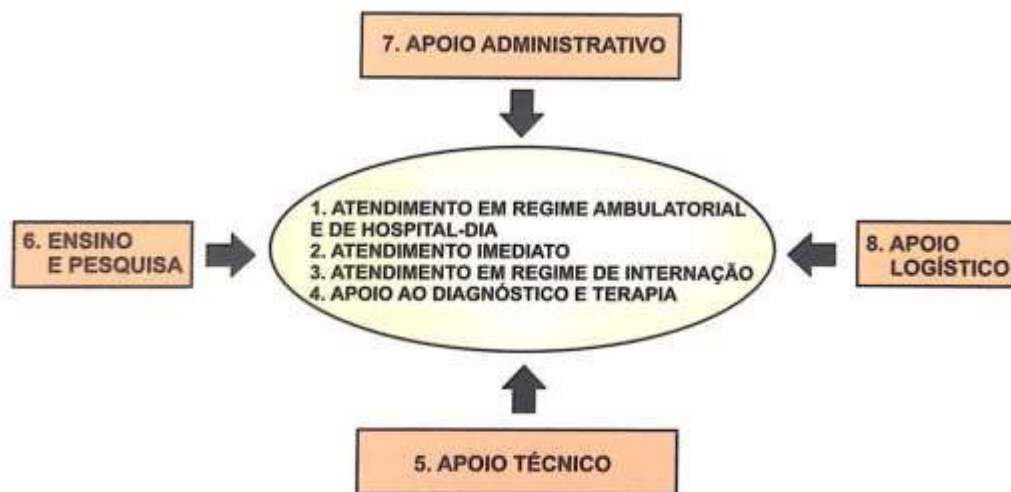 7. APOIO ADMINISTRATIVO
1. ATENDIMENTO EM REGIME AMBULATORIAL
E DE HOSPITAL-DIA
2. ATENDIMENTO IMEDIATO
3. ATENDIMENTO EM REGIME DE INTERNAÇÃO
4. APOIO AO DIAGNÓSTICO E TERAPIA
6. ENSINO
E PESQUISA
8. APOIO
LOGÍSTICO
5. APOIO TÉCNICO